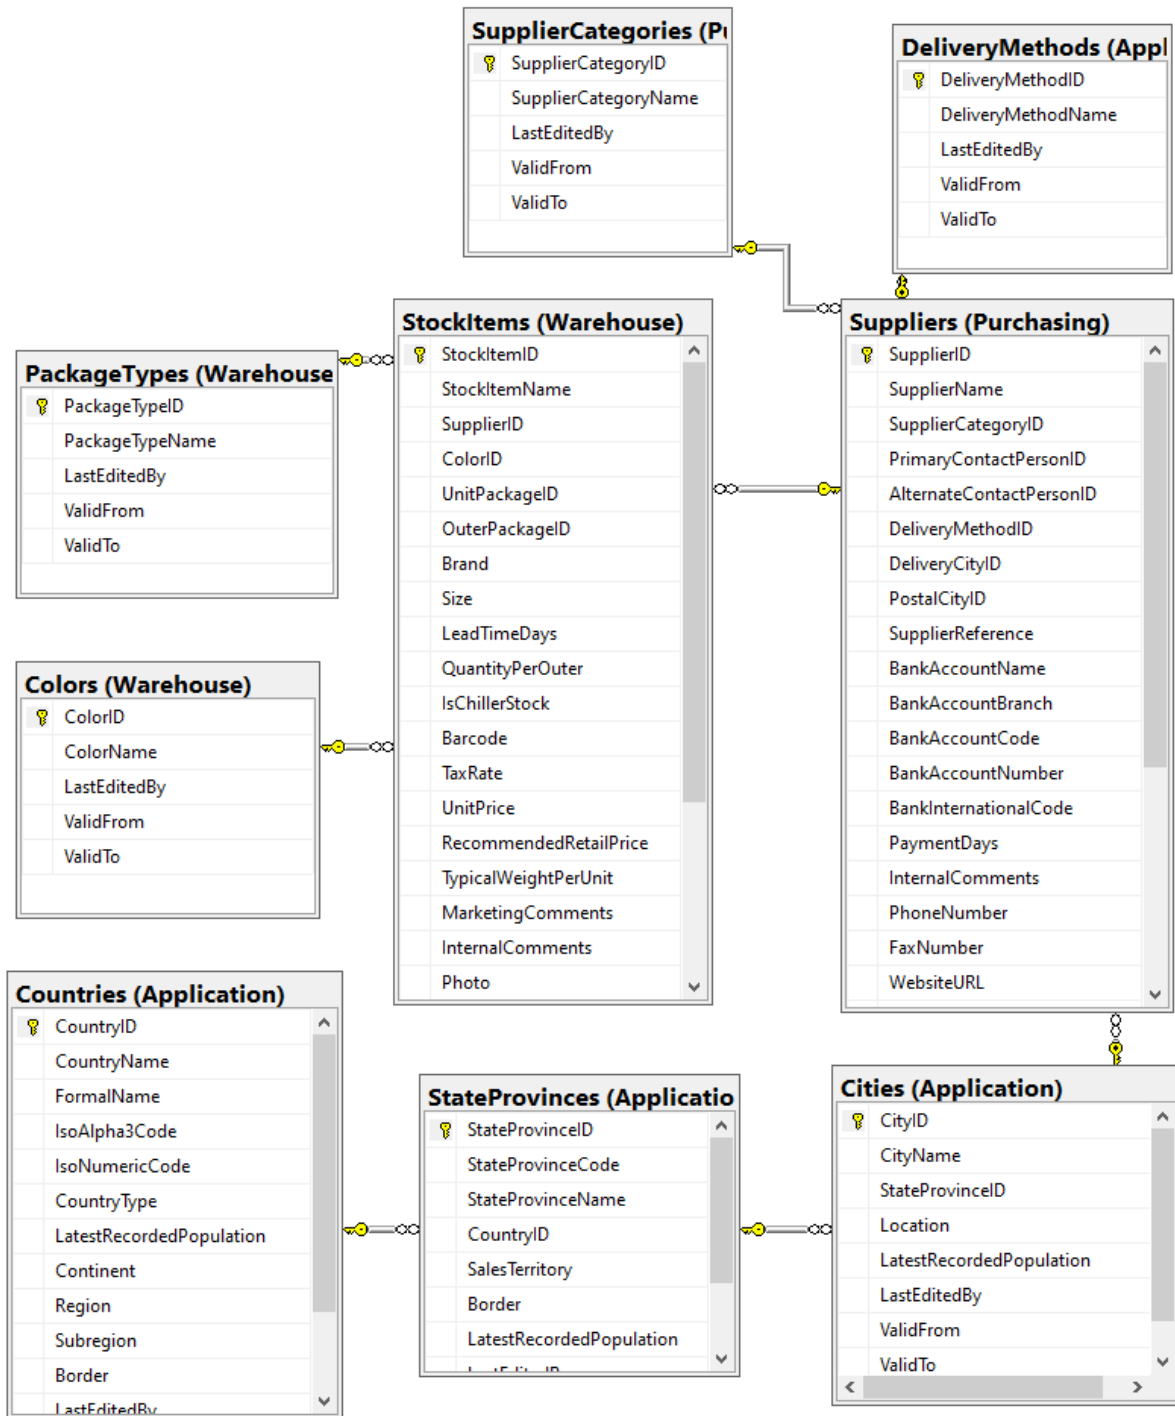 SupplierCategories (Pu
SupplierCategoryID
SupplierCategoryName
LastEditedBy
ValidFrom
ValidTo
DeliveryMethods (Appl
DeliveryMethodID
DeliveryMethodName
LastEditedBy
ValidFrom
ValidTo
PackageTypes (Warehouse
PackageTypeID
PackageTypeName
LastEditedBy
ValidFrom
ValidTo
StockItems (Warehouse)
StockItemID
StockItemName
SupplierID
ColorID
UnitPackageID
OuterPackageID
Brand
Size
LeadTimeDays
QuantityPerOuter
IsChillerStock
Barcode
TaxRate
UnitPrice
RecommendedRetailPrice
TypicalWeightPerUnit
MarketingComments
InternalComments
Photo
Suppliers (Purchasing)
SupplierID
SupplierName
SupplierCategoryID
PrimaryContactPersonID
AlternateContactPersonID
DeliveryMethodID
DeliveryCityID
PostalCityID
SupplierReference
BankAccountName
BankAccountBranch
BankAccountCode
BankAccountNumber
BankInternationalCode
PaymentDays
InternalComments
PhoneNumber
FaxNumber
WebsiteURL
Colors (Warehouse)
ColorID
ColorName
LastEditedBy
ValidFrom
ValidTo
Countries (Application)
CountryID
CountryName
FormalName
IsoAlpha3Code
IsoNumericCode
CountryType
LatestRecordedPopulation
Continent
Region
Subregion
Border
LastEditedBy
StateProvinces (Applicatio
StateProvinceID
StateProvinceCode
StateProvinceName
CountryID
SalesTerritory
Border
LatestRecordedPopulation
LastEditedB
Cities (Application)
CityID
CityName
StateProvinceID
Location
LatestRecordedPopulation
LastEditedBy
ValidFrom
ValidTo